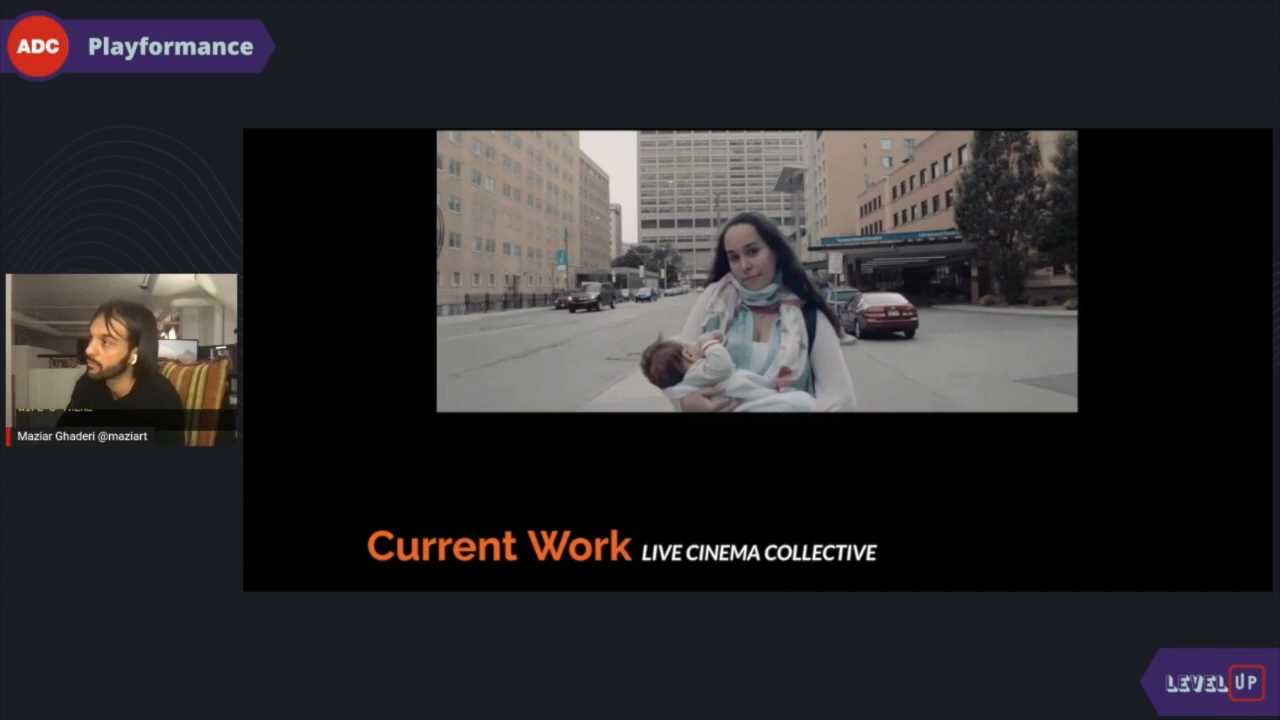 ADC
Playformance
Maziar Ghaderi @maziart
Current Work LIVE CINEMA COLLECTIVE
LEVEL UP